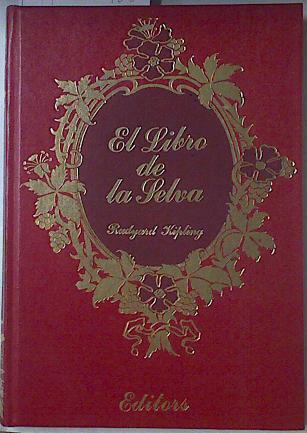 El Libro
de
la Selva
Rudyard Kipling
Editors